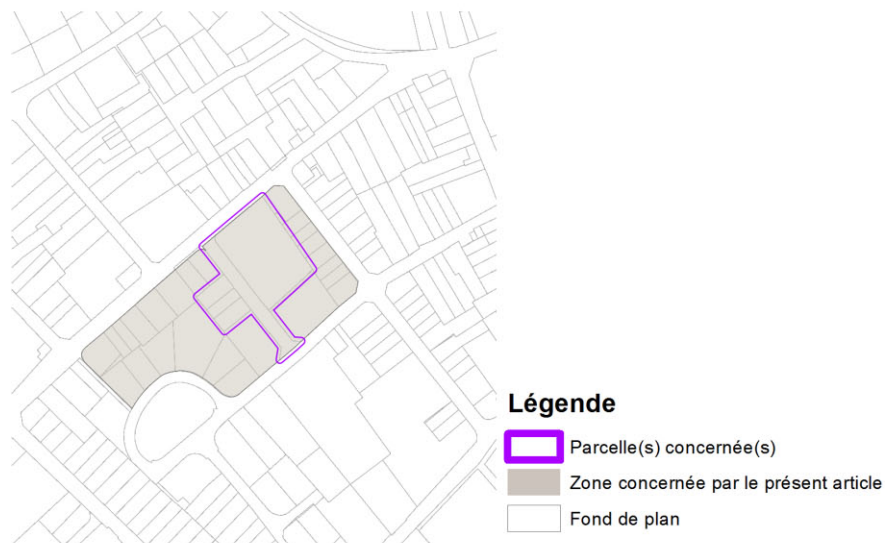 Légende
Parcelle(s) concernée(s)
Zone concernée par le présent article
Fond de plan